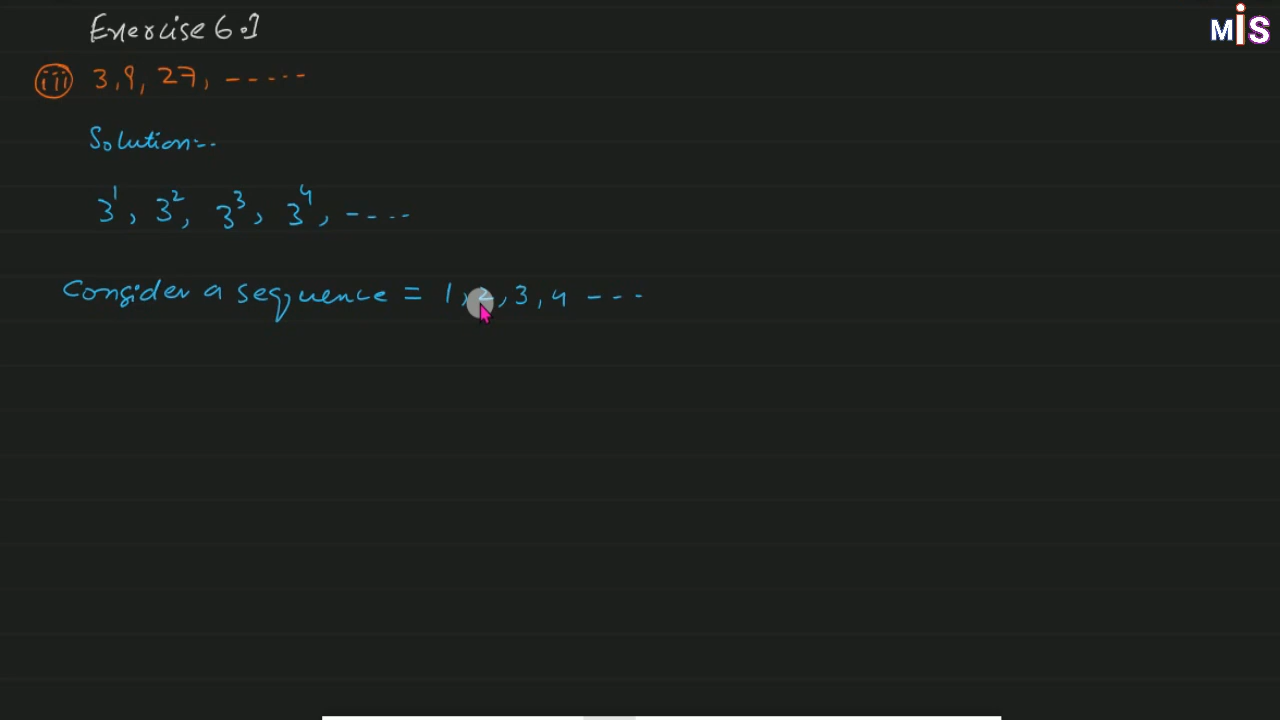 Exercise 6.1
MiS
(iii) 3, 9, 27, ------
Solution:-.
3¹, 3², 3³, 3⁴, -----
Consider a sequence = 1, 2, 3, 4 ---